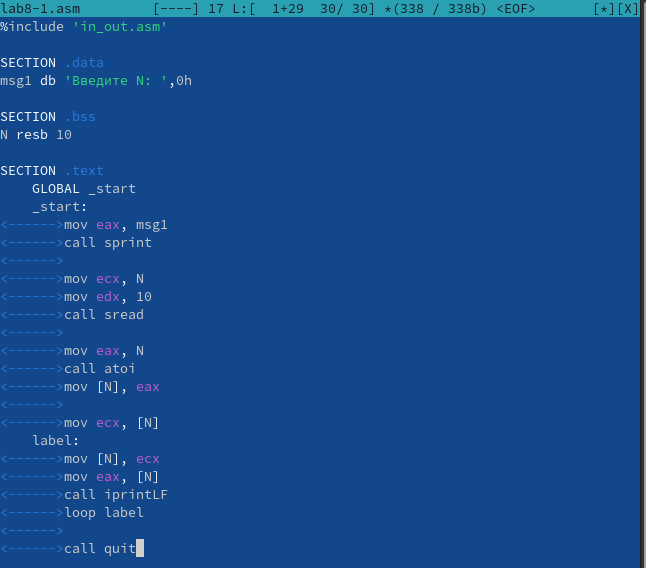 lab8-1.asm [----] 17 L:[ 1+29 30/ 30] *(338 / 338b) <EOF> [*][X]
%include 'in_out.asm'
SECTION .data
msg1 db 'Введите N: ',0h
SECTION .bss
N resb 10
SECTION .text
GLOBAL _start
_start:
<------>mov eax, msg1
<------>call sprint
<------>
<------>mov ecx, N
<------>mov edx, 10
<------>call sread
<------>
<------>mov eax, N
<------>call atoi
<------>mov [N], eax
<------>
<------>mov ecx, [N]
label:
<------>mov [N], ecx
<------>mov eax, [N]
<------>call iprintLF
<------>loop label
<------>
<------>call quit